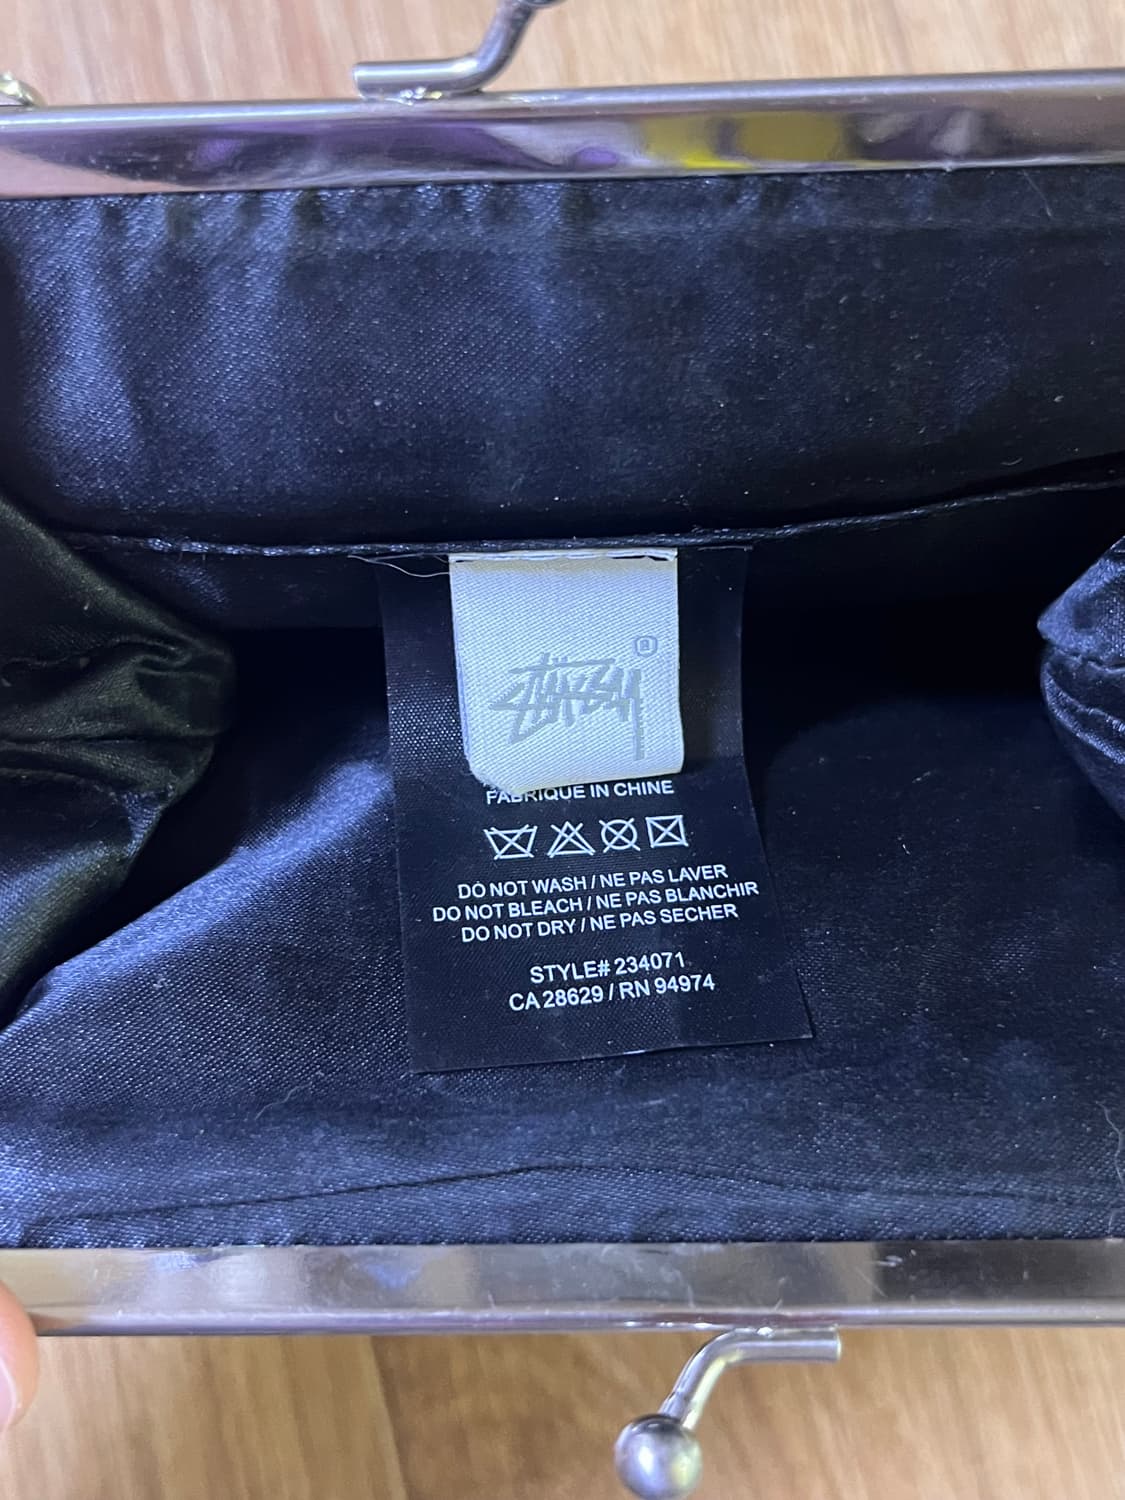 STÜSSY ®
FABRIQUE IN CHINE
DO NOT WASH / NE PAS LAVER
DO NOT BLEACH / NE PAS BLANCHIR
DO NOT DRY / NE PAS SECHER
STYLE# 234071
CA 28629 / RN 94974